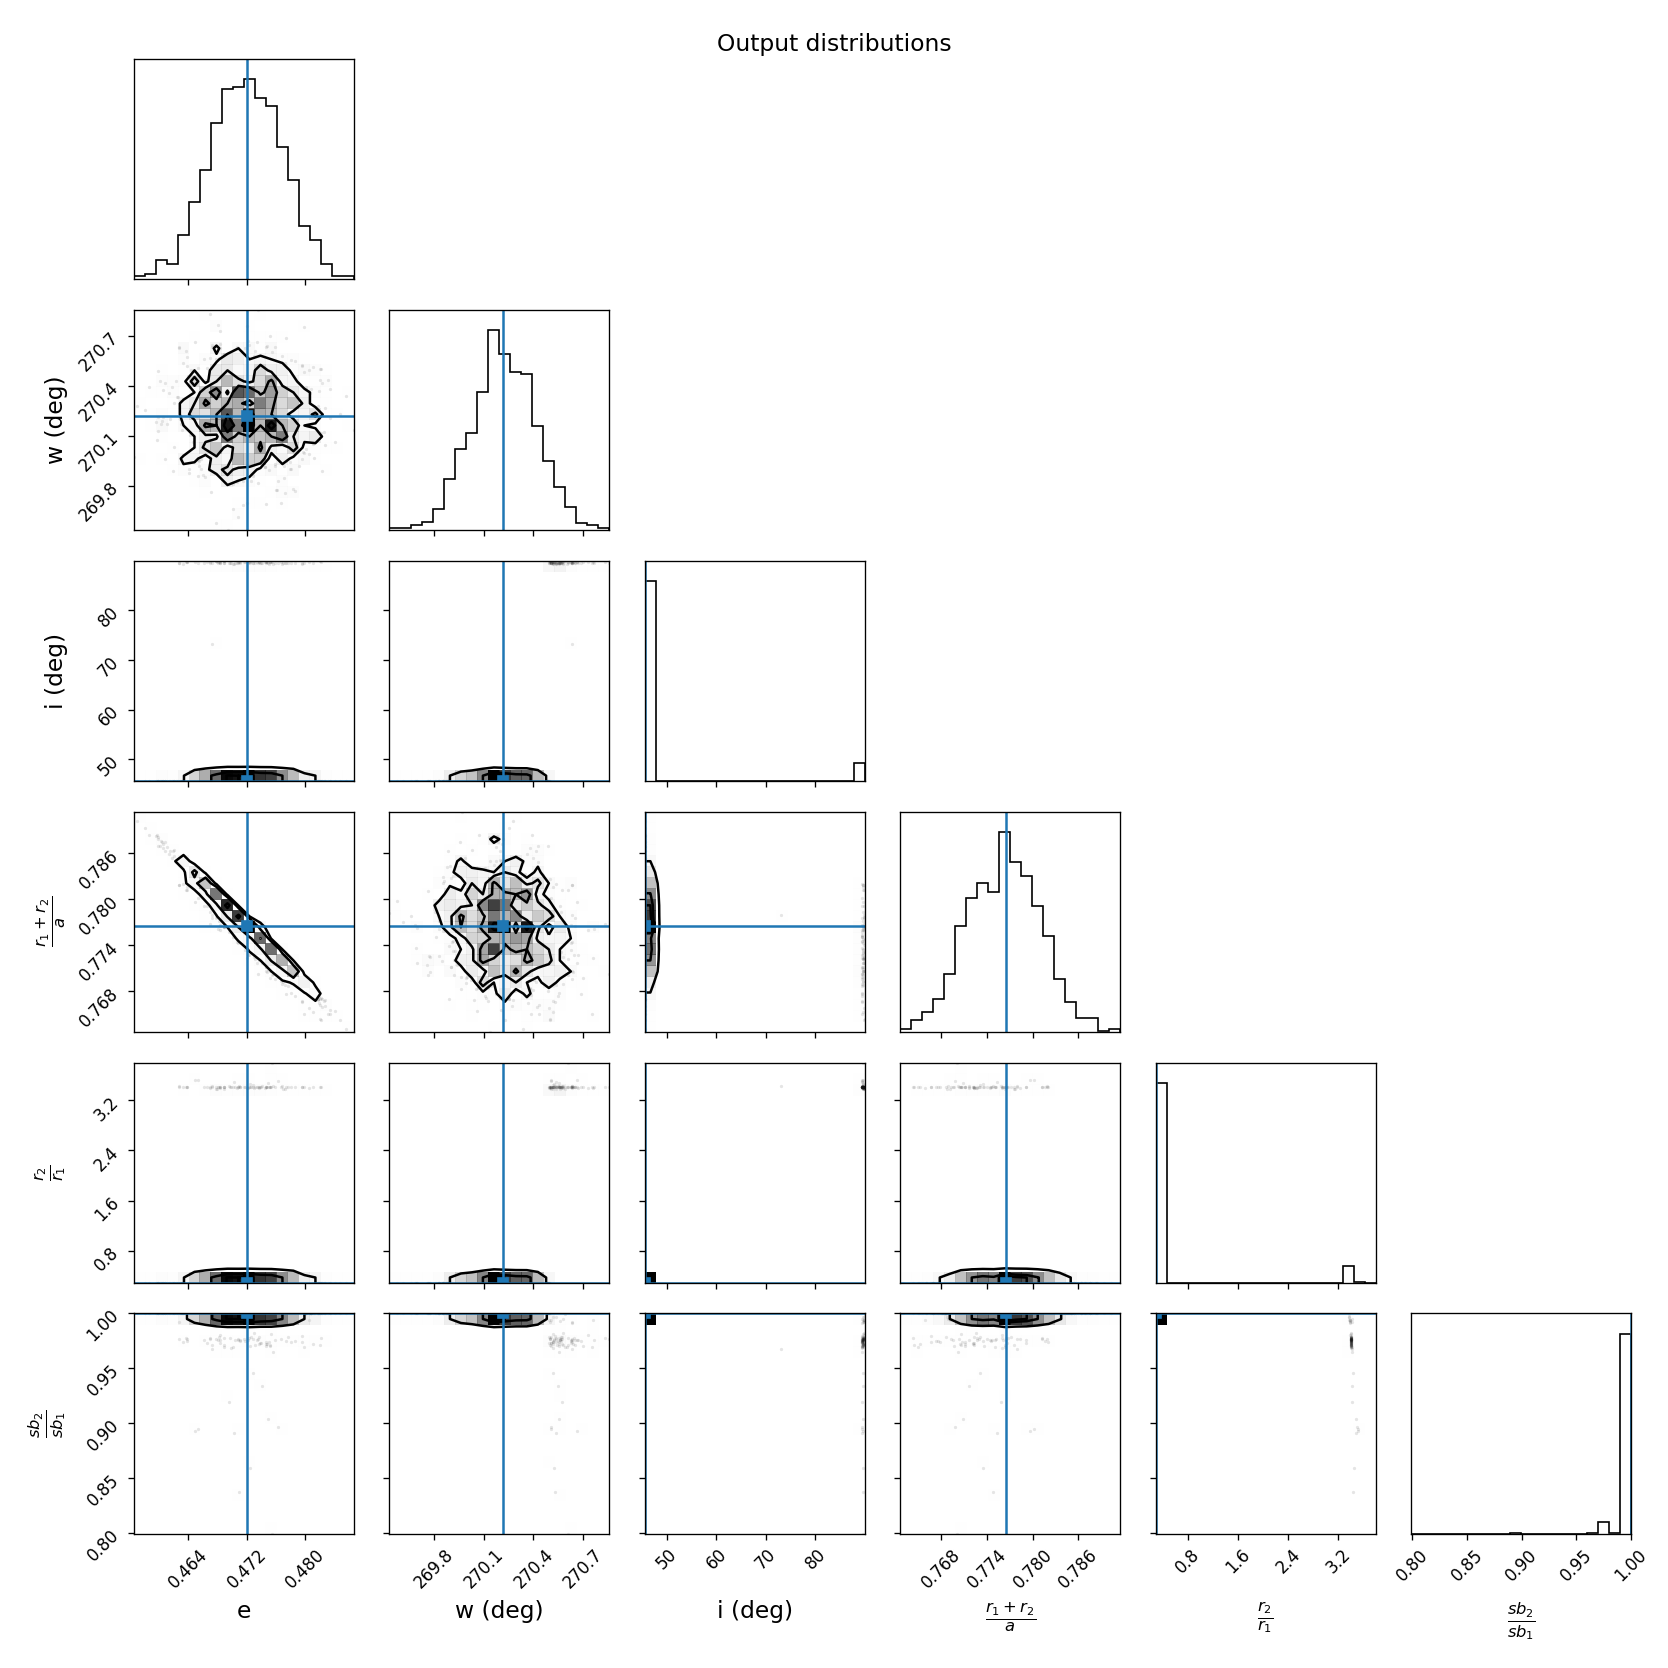 Output distributions
270.7
270.4
270.1
269.8
w (deg)
80
70
60
50
i (deg)
0.786
0.780
0.774
0.768
r₁ + r₂
a
3.2
2.4
1.6
0.8
r₂
r₁
1.00
0.95
0.90
0.85
0.80
sb₂
sb₁
0.464 0.472 0.480
269.8 270.1 270.4 270.7
50 60 70 80
0.768 0.774 0.780 0.786
0.8 1.6 2.4 3.2
0.80 0.85 0.90 0.95 1.00
e
w (deg)
i (deg)
r₁ + r₂
a
r₂
r₁
sb₂
sb₁